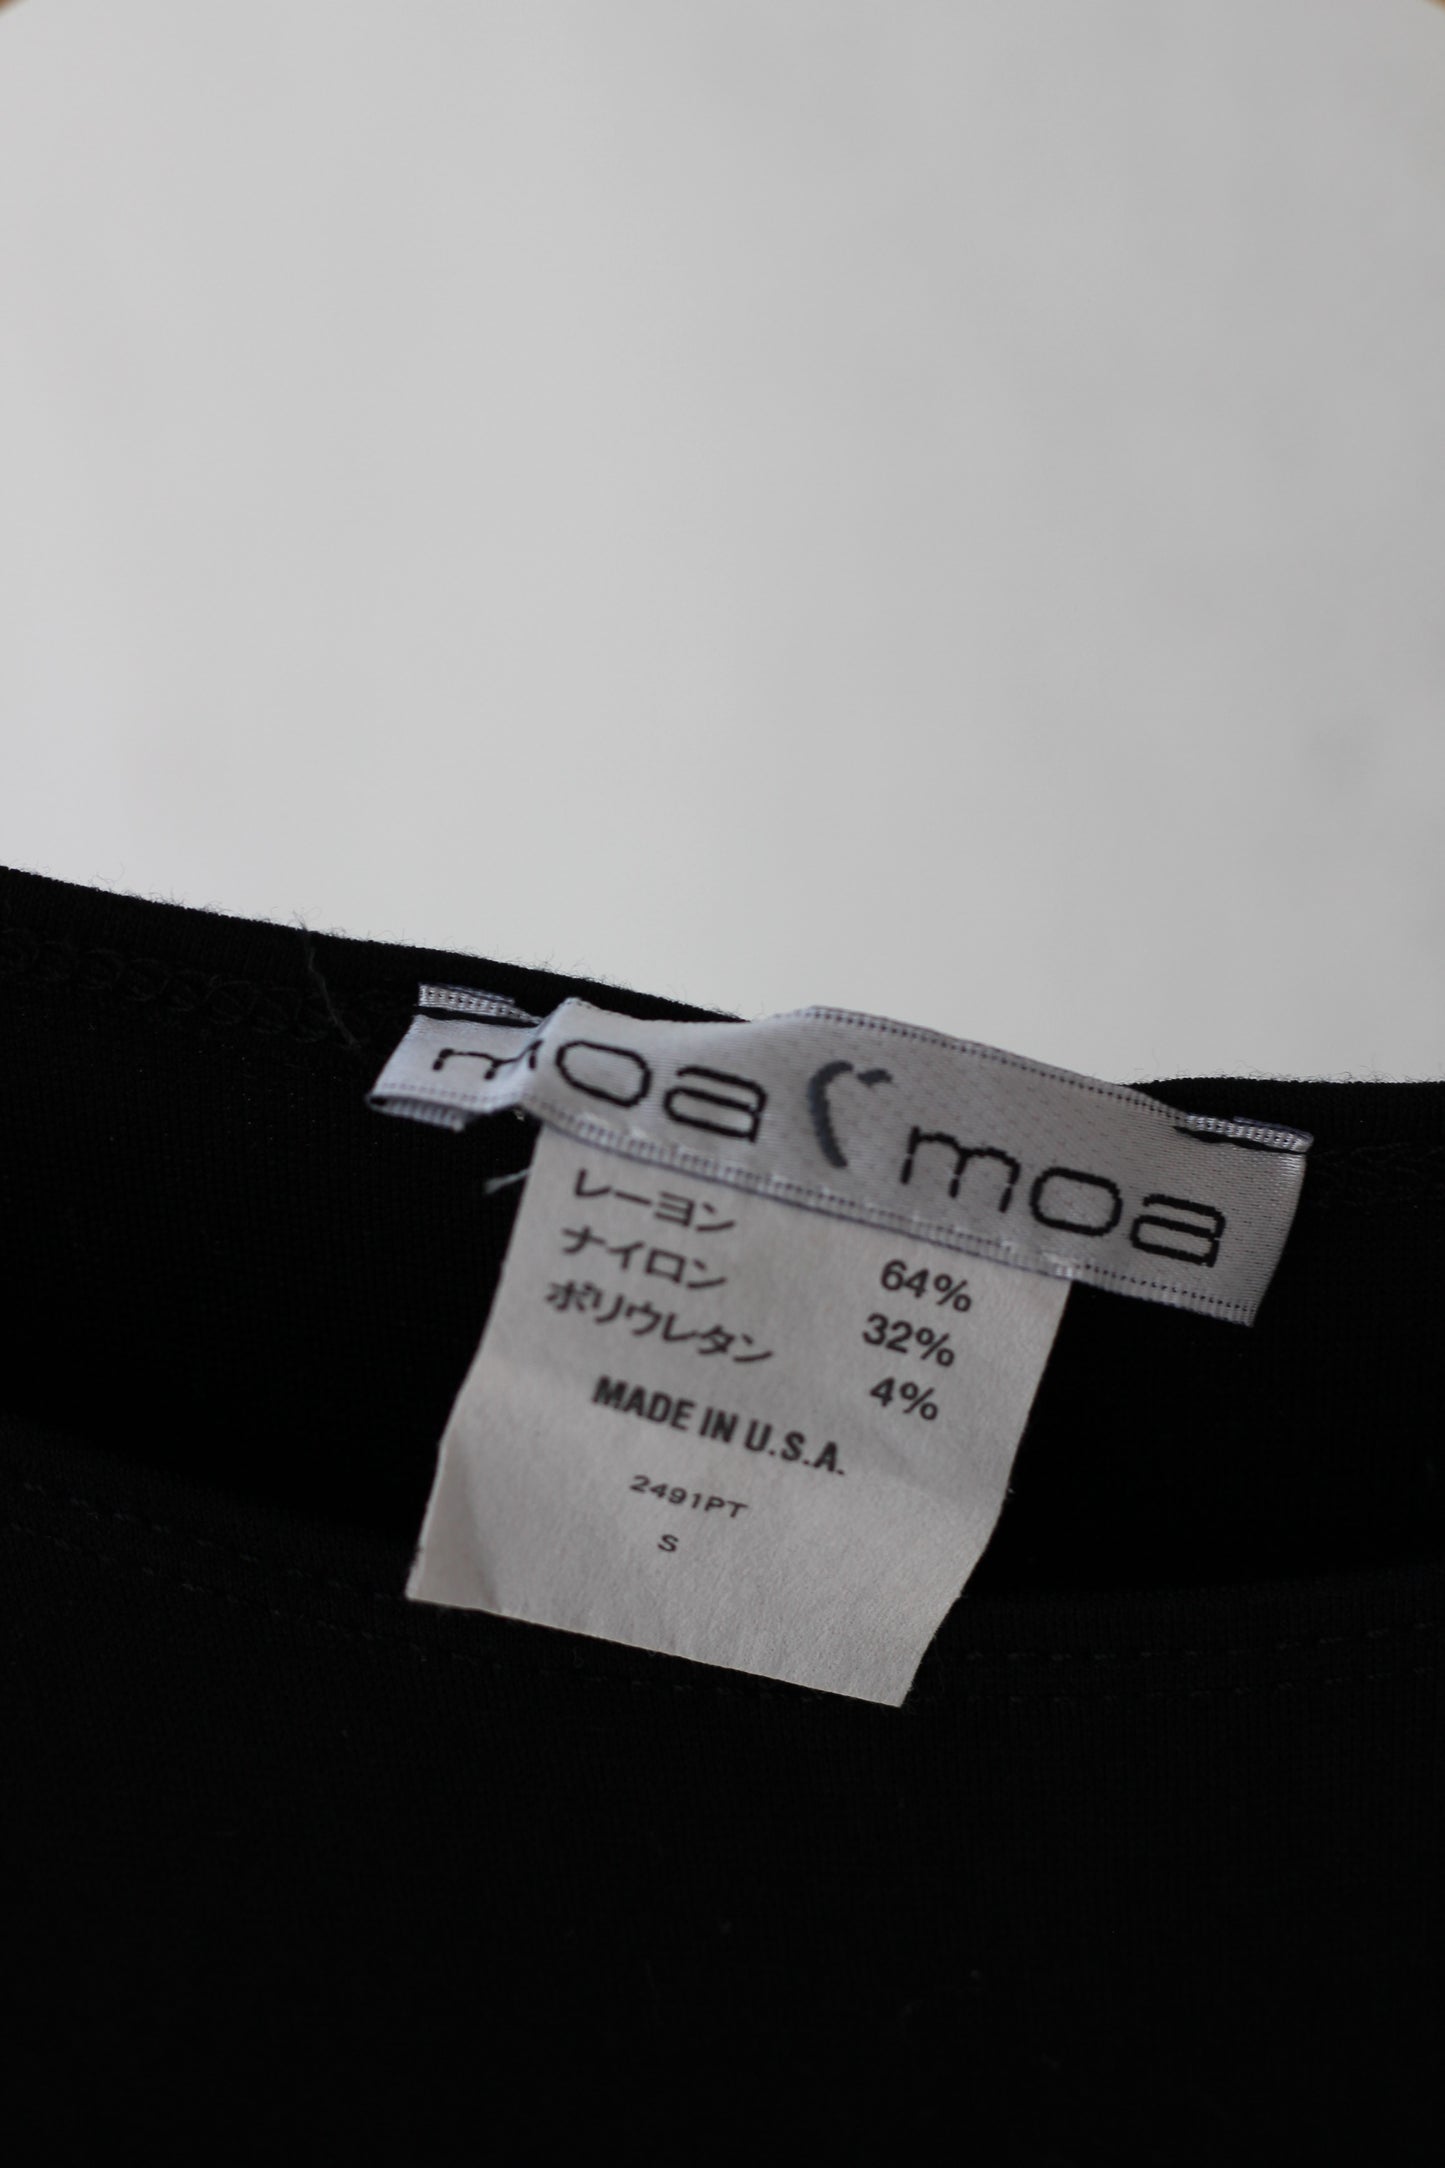 moa moa
レーヨン 64%
ナイロン 32%
ポリウレタン 4%
MADE IN U.S.A.
2491PT
S